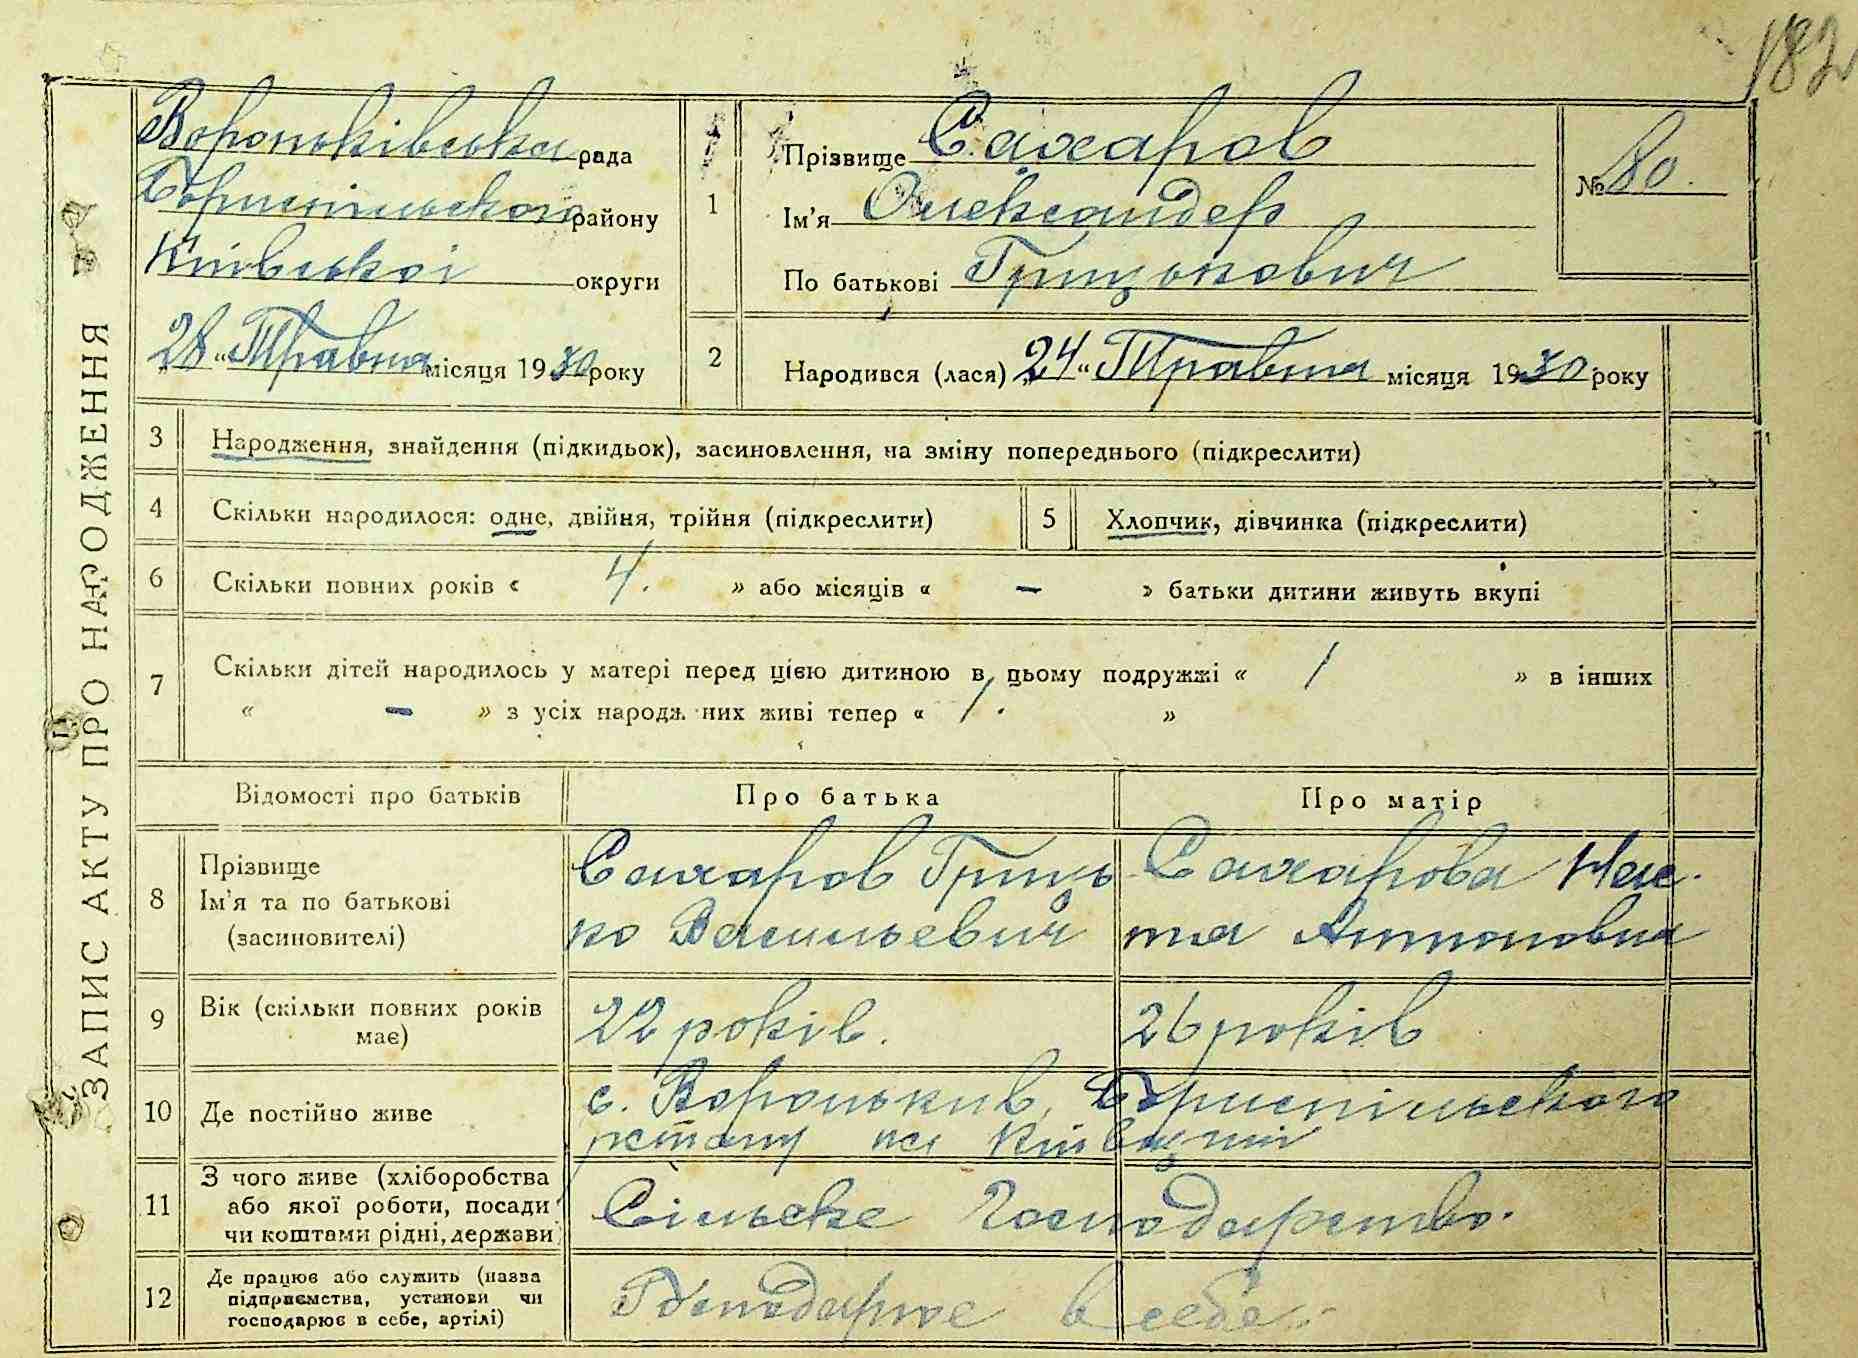 182
ЗАПИС АКТУ ПРО НАРОДЖЕННЯ
Вороньківська рада
Бориспільського району
Київської округи
28 „ Травня місяця 1930 року
1
Прізвище Сахаров
Ім'я Олександер
По батькові Грицькович
№ 80.
2
Народився (лася) „24“ Травня місяця 1930 року
3 Народження, знайдення (підкидьок), засиновлення, на зміну попереднього (підкреслити)
4 Скільки народилося: одне, двійня, трійня (підкреслити)
5 Хлопчик, дівчинка (підкреслити)
6 Скільки повних років « 4. » або місяців « — » батьки дитини живуть вкупі
7 Скільки дітей народилось у матері перед цією дитиною в цьому подружжі « 1 » в інших
« — » з усіх народж них живі тепер « 1. »
Відомості про батьків Про батька Про матір
8 Прізвище
Ім'я та по батькові
(засиновителі)
Сахаров Гриць
ко Васильевич
Сахарова Нас
тя Антоновна
9 Вік (скільки повних років
має)
22 років.
26 років
10 Де постійно живе
с. Вороньків, Бориспільського
на Київщині
11 З чого живе (хліборобства
або якої роботи, посади
чи коштами рідні, держави
Сільське Господарство.
12 Де працює або служить (назва
підприємства, установи чи
господарює в себе, артілі)
Господарює в себе.